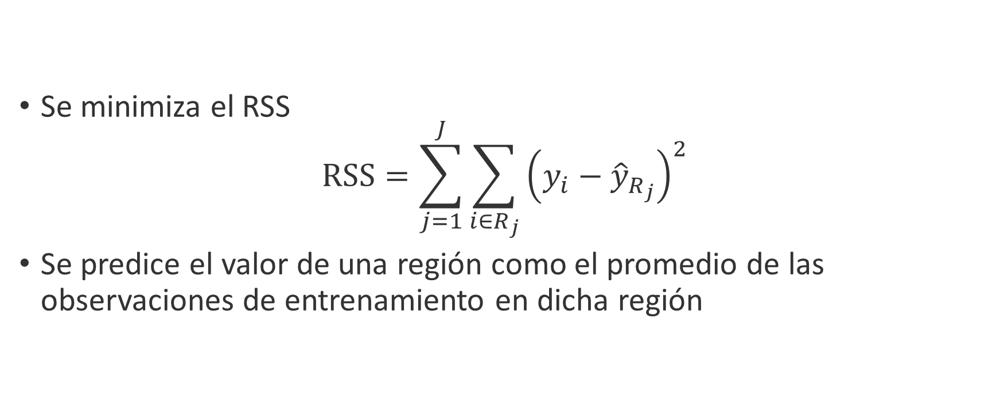 • Se minimiza el RSS
RSS = \sum_{j=1}^{J} \sum_{i \in R_j} \left( y_i - \hat{y}_{R_j} \right)^2
• Se predice el valor de una región como el promedio de las
observaciones de entrenamiento en dicha región